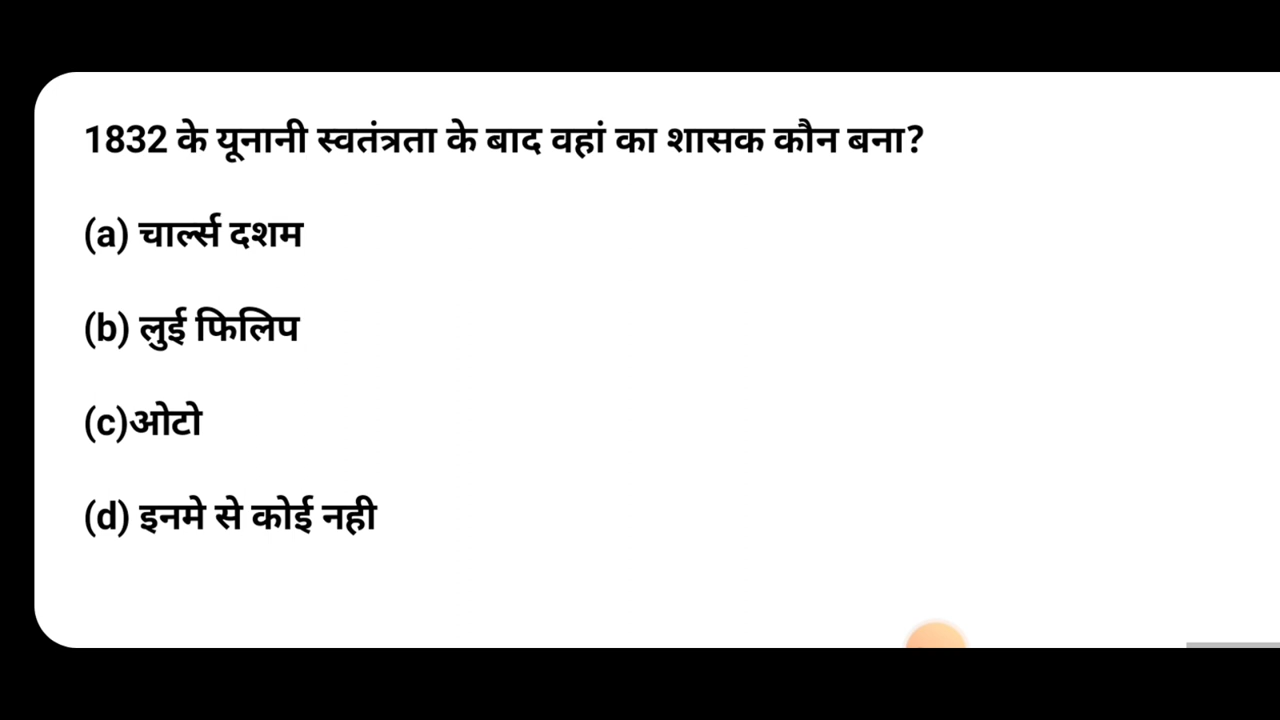 1832 के यूनानी स्वतंत्रता के बाद वहां का शासक कौन बना?
(a) चार्ल्स दशम
(b) लुई फिलिप
(c)ओटो
(d) इनमे से कोई नही